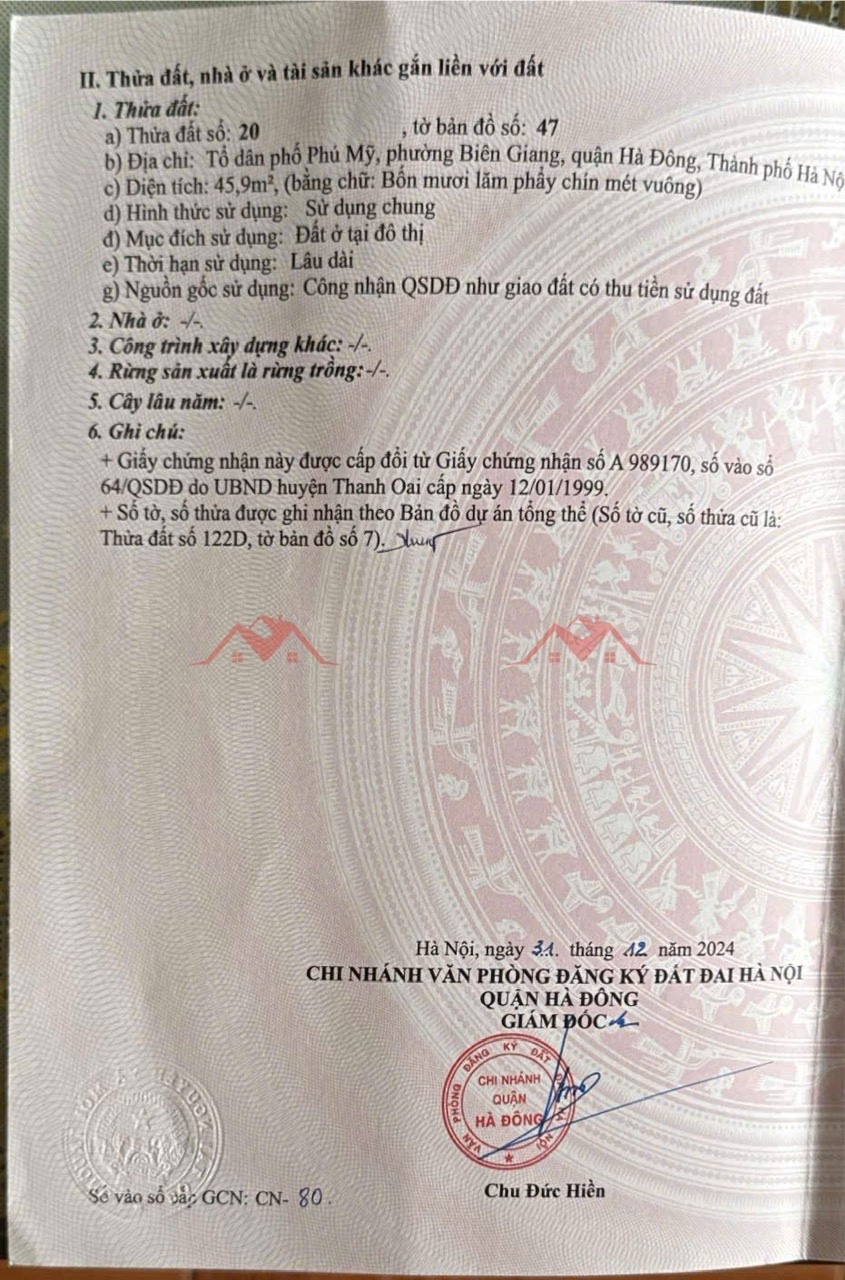 II. Thửa đất, nhà ở và tài sản khác gắn liền với đất
1. Thửa đất:
a) Thửa đất số: 20 , tờ bản đồ số: 47
b) Địa chỉ: Tổ dân phố Phú Mỹ, phường Biên Giang, quận Hà Đông, Thành phố Hà Nộ
c) Diện tích: 45,9m², (bằng chữ: Bốn mươi lăm phẩy chín mét vuông)
d) Hình thức sử dụng: Sử dụng chung
đ) Mục đích sử dụng: Đất ở tại đô thị
e) Thời hạn sử dụng: Lâu dài
g) Nguồn gốc sử dụng: Công nhận QSDĐ như giao đất có thu tiền sử dụng đất
2. Nhà ở: -/-.
3. Công trình xây dựng khác: -/-.
4. Rừng sản xuất là rừng trồng: -/-.
5. Cây lâu năm: -/-.
6. Ghi chú:
+ Giấy chứng nhận này được cấp đổi từ Giấy chứng nhận số A 989170, số vào sổ
64/QSDĐ do UBND huyện Thanh Oai cấp ngày 12/01/1999.
+ Số tờ, số thửa được ghi nhận theo Bản đồ dự án tổng thể (Số tờ cũ, số thửa cũ là:
Thửa đất số 122D, tờ bản đồ số 7).
Hà Nội, ngày 31. tháng 12 năm 2024
CHI NHÁNH VĂN PHÒNG ĐĂNG KÝ ĐẤT ĐAI HÀ NỘI
QUẬN HÀ ĐÔNG
GIÁM ĐỐC
VĂN PHÒNG ĐĂNG KÝ ĐẤT NỘI
CHI NHÁNH
QUẬN
HÀ ĐÔNG
Chu Đức Hiền
Số vào sổ cấp GCN: CN- 80.